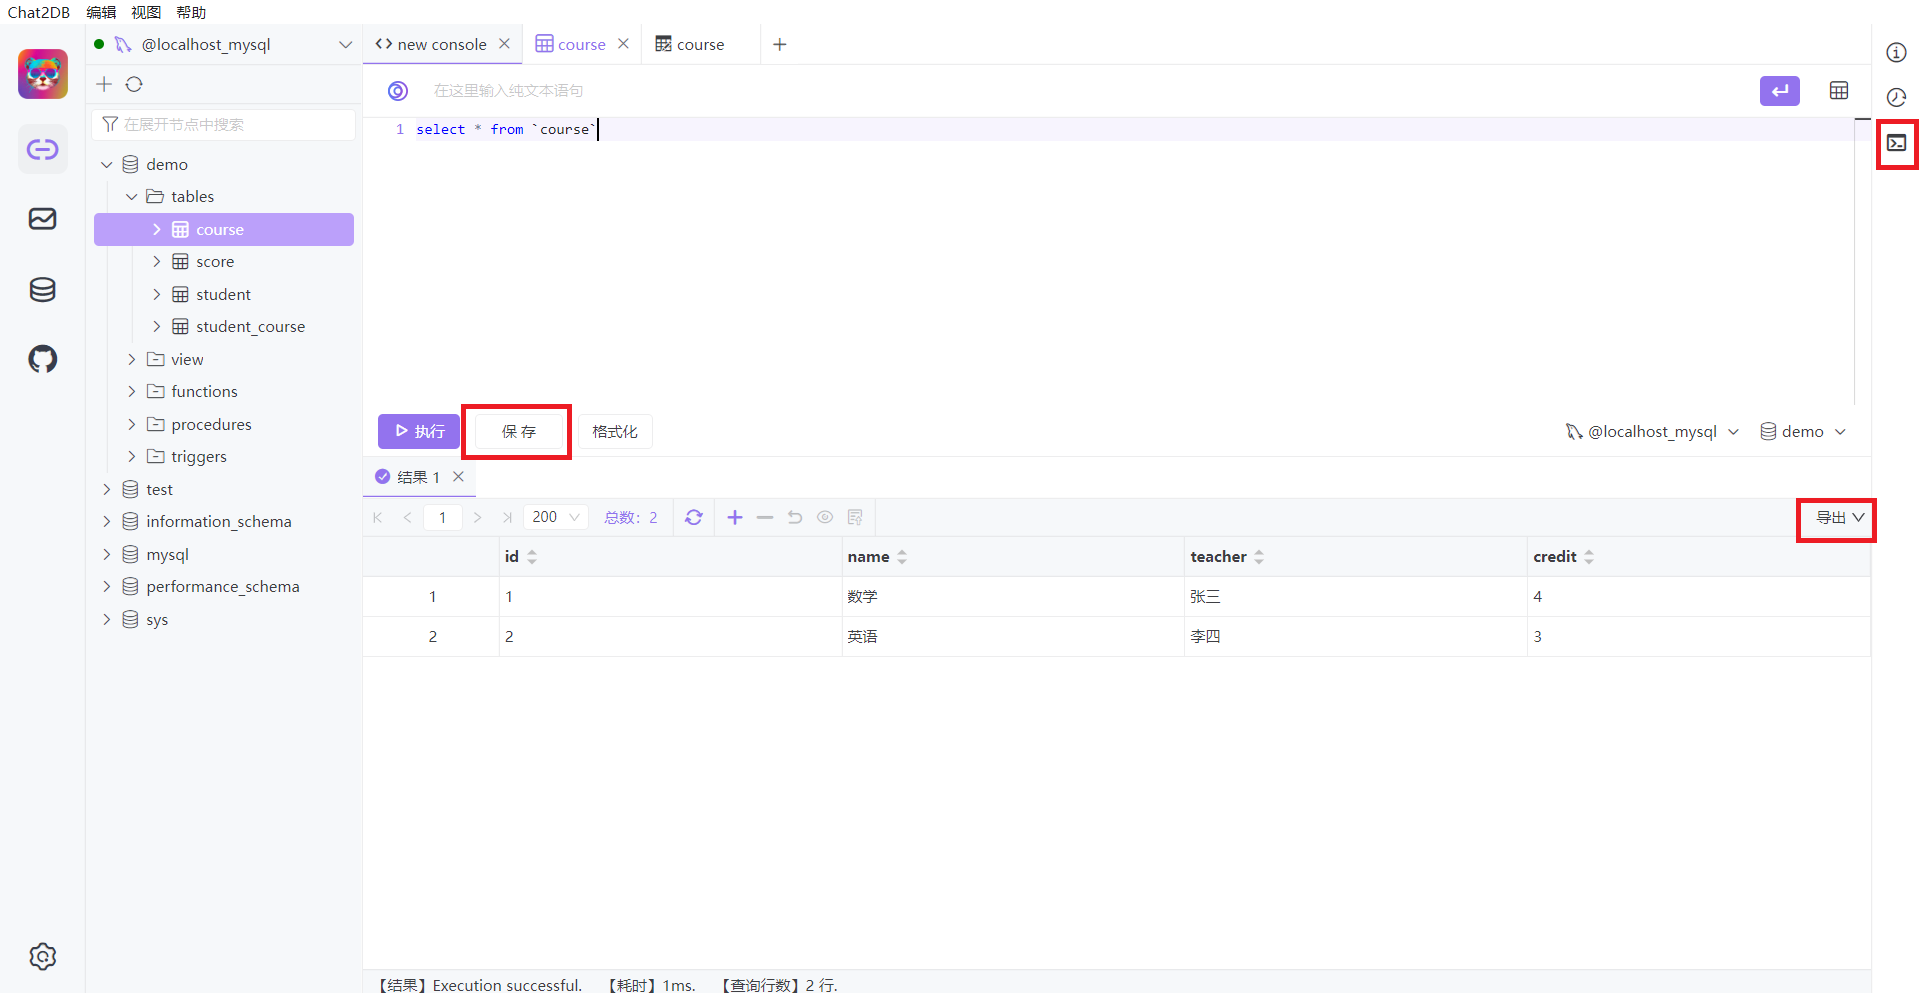 Chat2DB 编辑 视图 帮助
@localhost_mysql
new console
course
course
在展开节点中搜索
demo
tables
course
score
student
student_course
view
functions
procedures
triggers
test
information_schema
mysql
performance_schema
sys
在这里输入纯文本语句
1 select * from `course`
执行 保存 格式化
@localhost_mysql demo
结果 1
1 200 总数: 2 导出
id name teacher credit
1 1 数学 张三 4
2 2 英语 李四 3
【结果】Execution successful. 【耗时】1ms. 【查询行数】2 行.